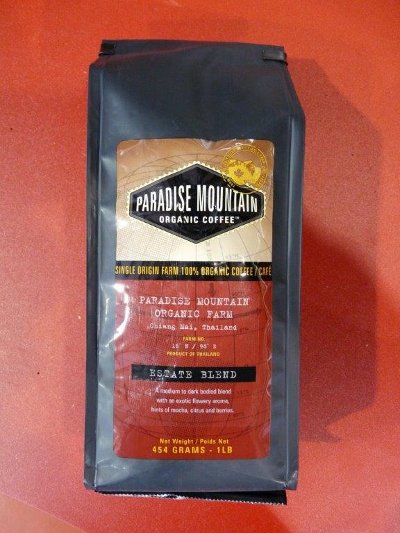 PARADISE MOUNTAIN
ORGANIC COFFEE™
SINGLE ORIGIN FARM 100% ORGANIC COFFEE / CAFÉ
PARADISE MOUNTAIN
ORGANIC FARM
Chiang Mai, Thailand
FARM NO.
PRODUCT OF THAILAND
ESTATE BLEND
A medium to dark bodied blend
with an exotic flowery aroma,
hints of mocha, citrus and berries.
Net Weight / Poids Net
454 GRAMS - 1LB